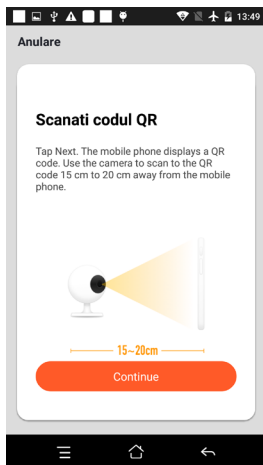 13:49
Anulare
Scanati codul QR
Tap Next. The mobile phone displays a QR
code. Use the camera to scan to the QR
code 15 cm to 20 cm away from the mobile
phone.
15~20cm
Continue